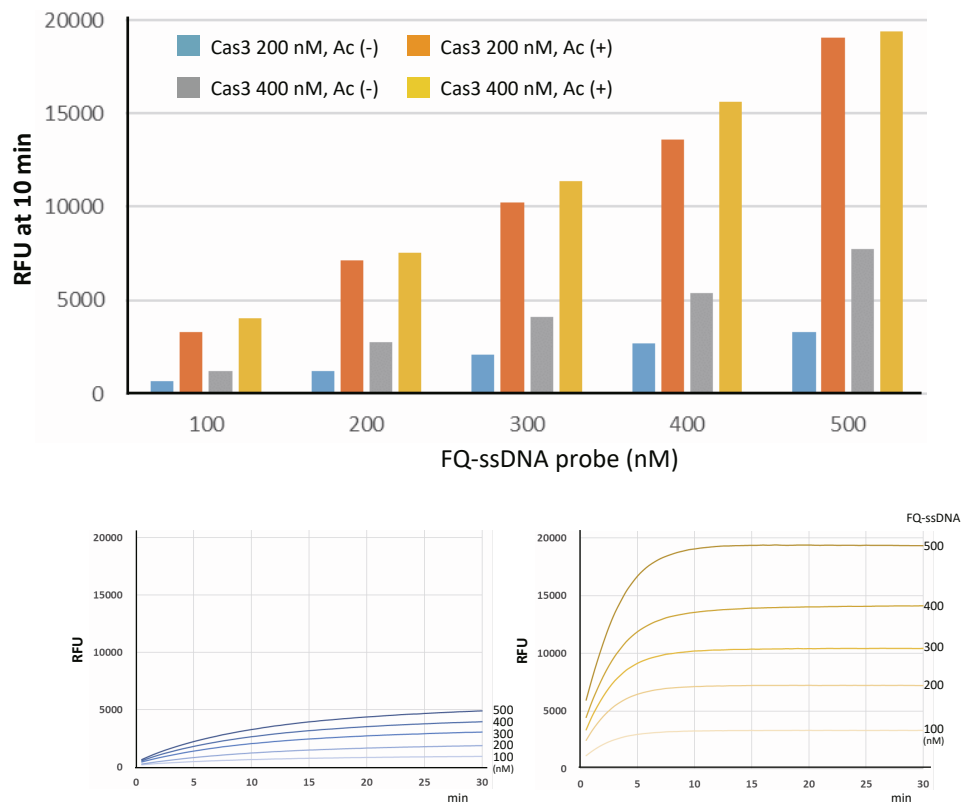 20000
Cas3 200 nM, Ac (-) Cas3 200 nM, Ac (+)
Cas3 400 nM, Ac (-) Cas3 400 nM, Ac (+)
15000
10000
5000
0
RFU at 10 min
100 200 300 400 500
FQ-ssDNA probe (nM)
20000
15000
10000
5000
0
RFU
500
400
300
200
100
(nM)
0 5 10 15 20 25 30
min
FQ-ssDNA
20000
15000
10000
5000
0
RFU
500
400
300
200
100
(nM)
0 5 10 15 20 25 30
min